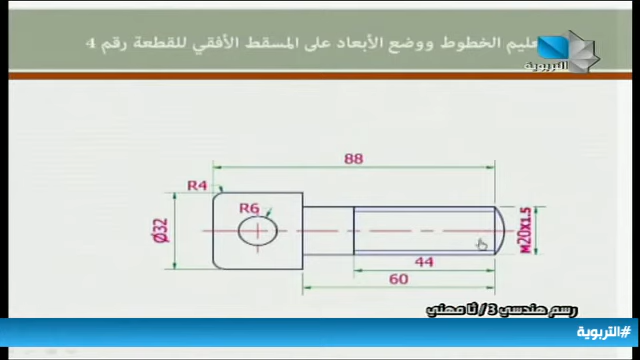 تعليم الخطوط ووضع الأبعاد على المسقط الأفقي للقطعة رقم 4
التربوية
88
R4
R6
Ø32
M20x1.5
44
60
رسم هندسي 3 / ثا مهني
#التربوية